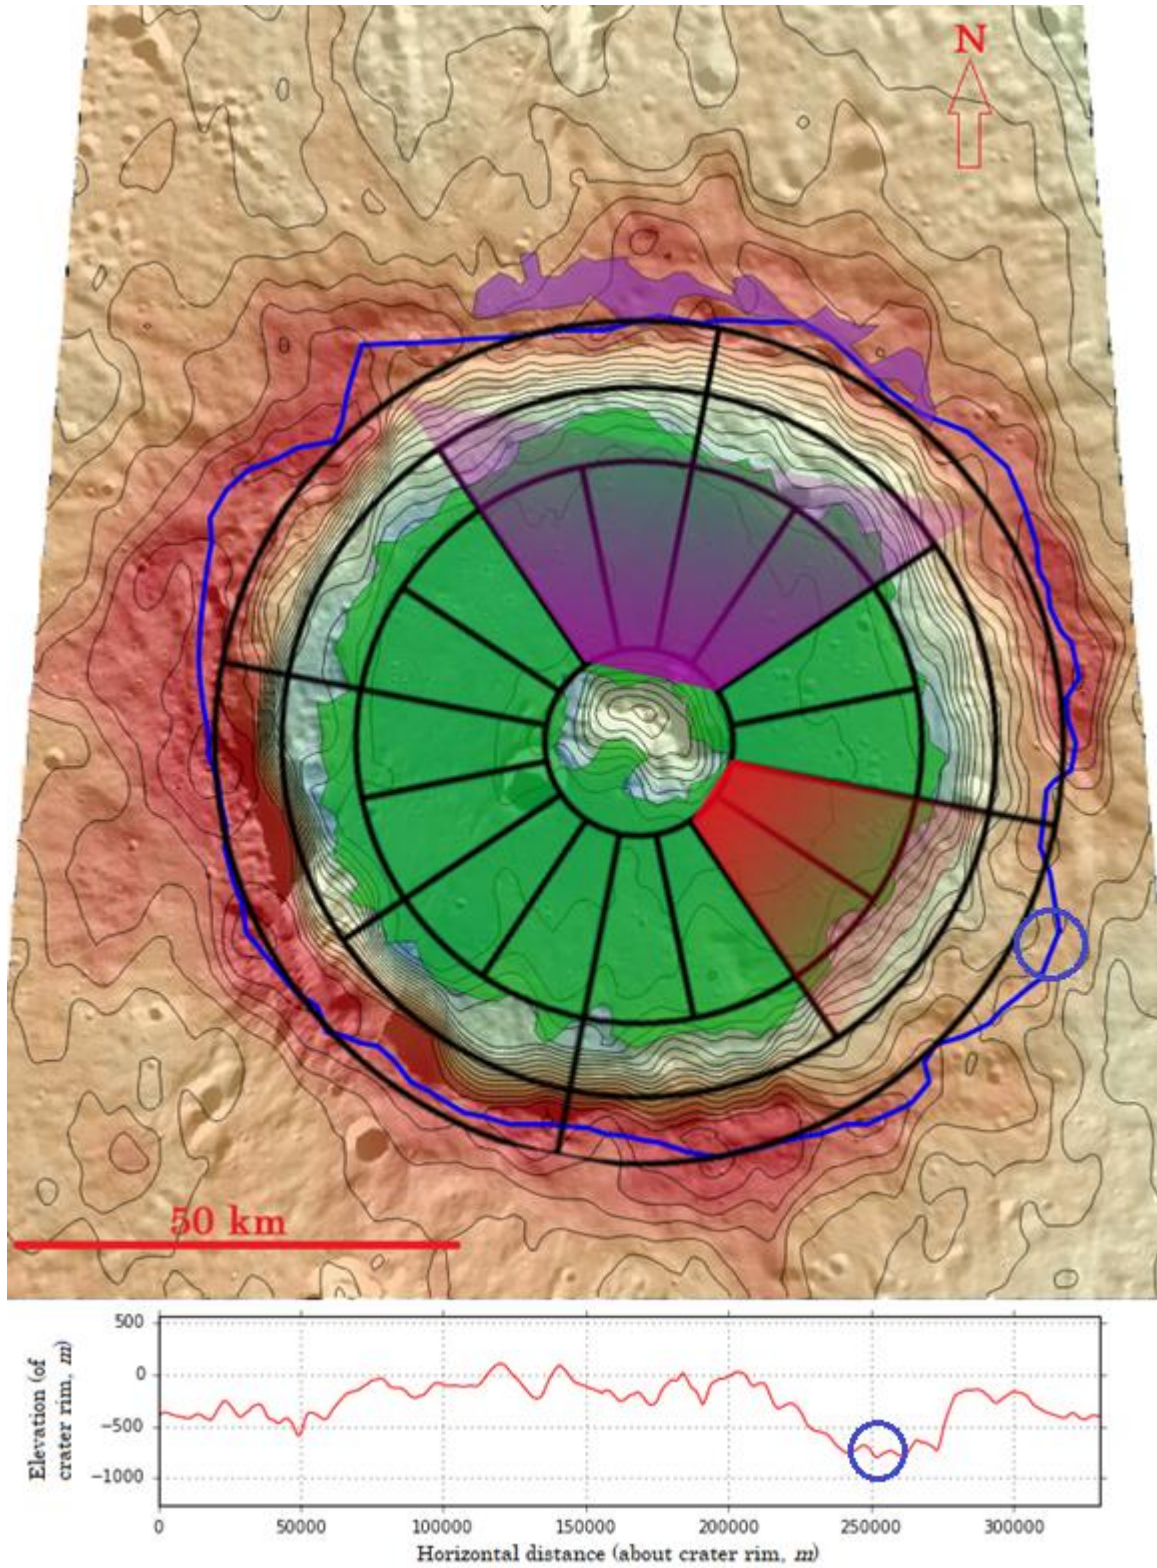 N
50 km
Elevation (of
crater rim, m)
500
0
−500
−1000
0
50000
100000
150000
200000
250000
300000
Horizontal distance (about crater rim, m)